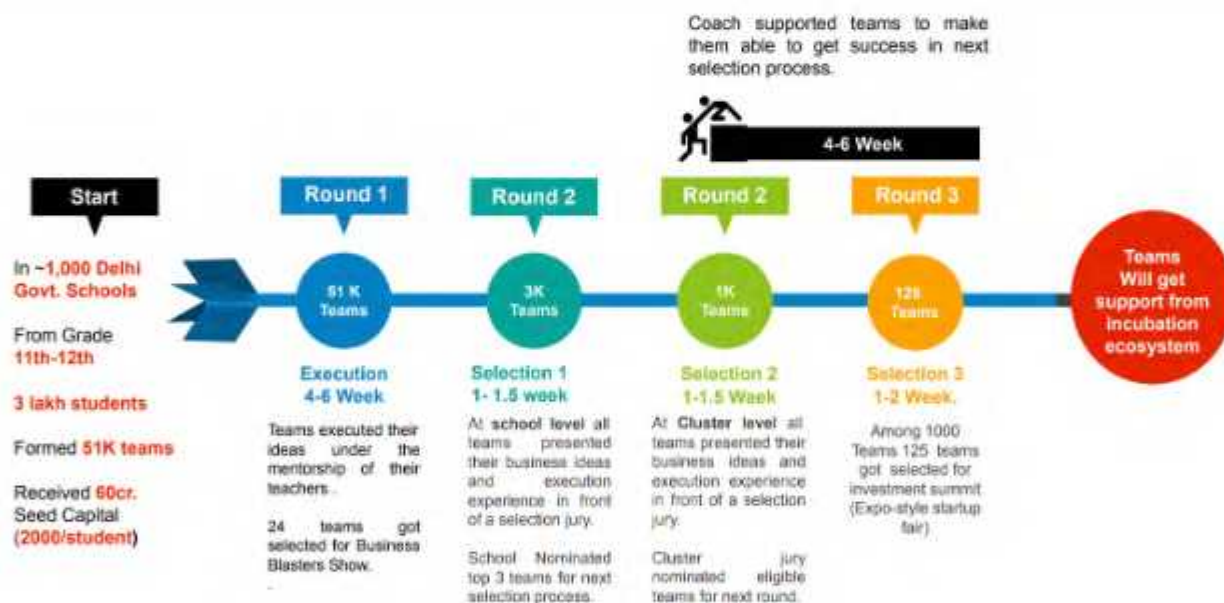 Coach supported teams to make
them able to get success in next
selection process.
4-6 Week
Start
In ~1,000 Delhi
Govt. Schools
From Grade
11th-12th
3 lakh students
Formed 51K teams
Received 60cr.
Seed Capital
(2000/student)
Round 1
51 K
Teams
Execution
4-6 Week
Teams executed their
ideas under the
mentorship of their
teachers .
24 teams got
selected for Business
Blasters Show.
.
Round 2
3K
Teams
Selection 1
1- 1.5 week
At school level all
teams presented
their business ideas
and execution
experience in front
of a selection jury.
School Nominated
top 3 teams for next
selection process.
Round 2
1K
Teams
Selection 2
1-1.5 Week
At Cluster level all
teams presented their
business ideas and
execution experience
in front of a selection
jury.
Cluster jury
nominated eligible
teams for next round.
Round 3
125
Teams
Selection 3
1-2 Week.
Among 1000
Teams 125 teams
got selected for
investment summit
(Expo-style startup
fair)
Teams
Will get
support from
incubation
ecosystem